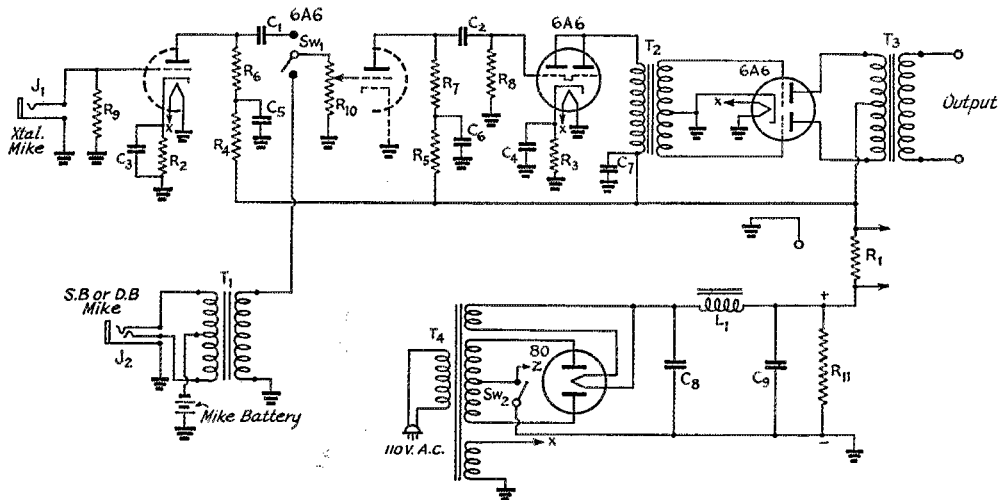 C1
6A6
Sw1
C2
6A6
T2
6A6
T3
J1
Xtal.
Mike
R9
C3
x
R2
R6
C5
R4
R10
R7
C6
R5
R8
C4
x
R3
C7
x
Output
S.B or D.B
Mike
J2
T1
Mike Battery
R1
T4
110V. A.C.
80
Z
Sw2
x
L1
C8
C9
+
R11
-